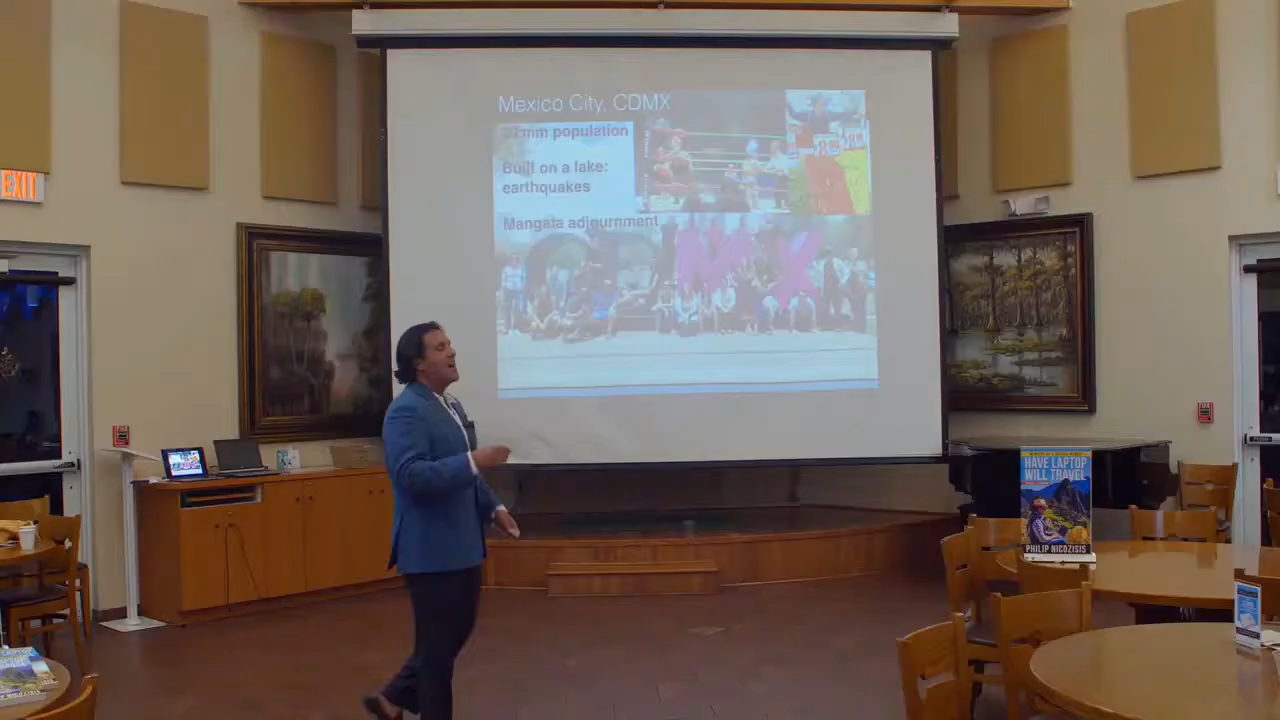 Mexico City, CDMX
mm population
Built on a lake:
earthquakes
Mangata adjournment
EXIT
HAVE LAPTOP
WILL TRAVEL
PHILIP NICOZISIS